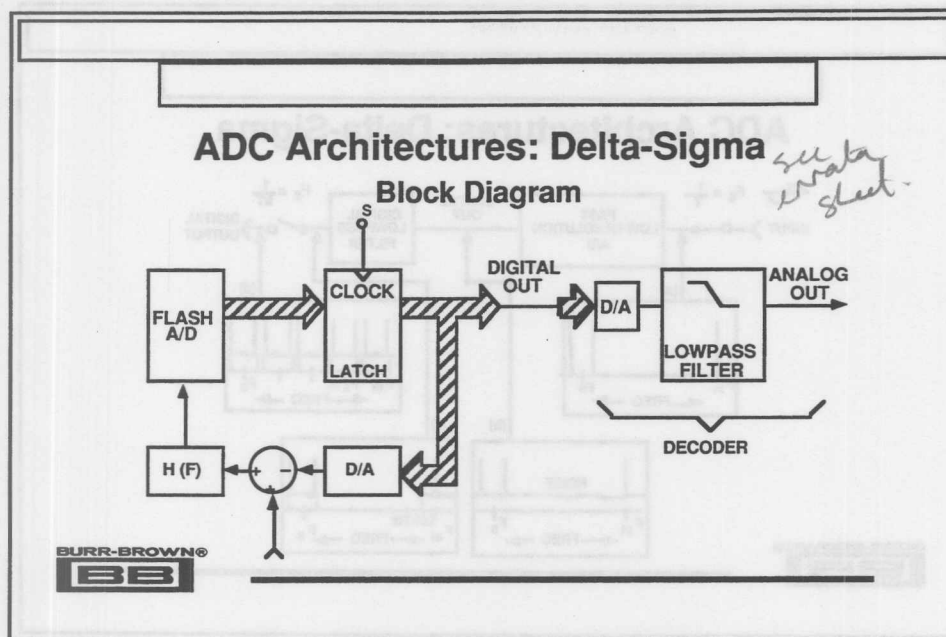 ADC Architectures: Delta-Sigma
see
errata
sheet.
Block Diagram
S
FLASH
A/D
CLOCK
LATCH
DIGITAL
OUT
D/A
LOWPASS
FILTER
ANALOG
OUT
DECODER
H (F)
+
−
D/A
BURR-BROWN®
BB